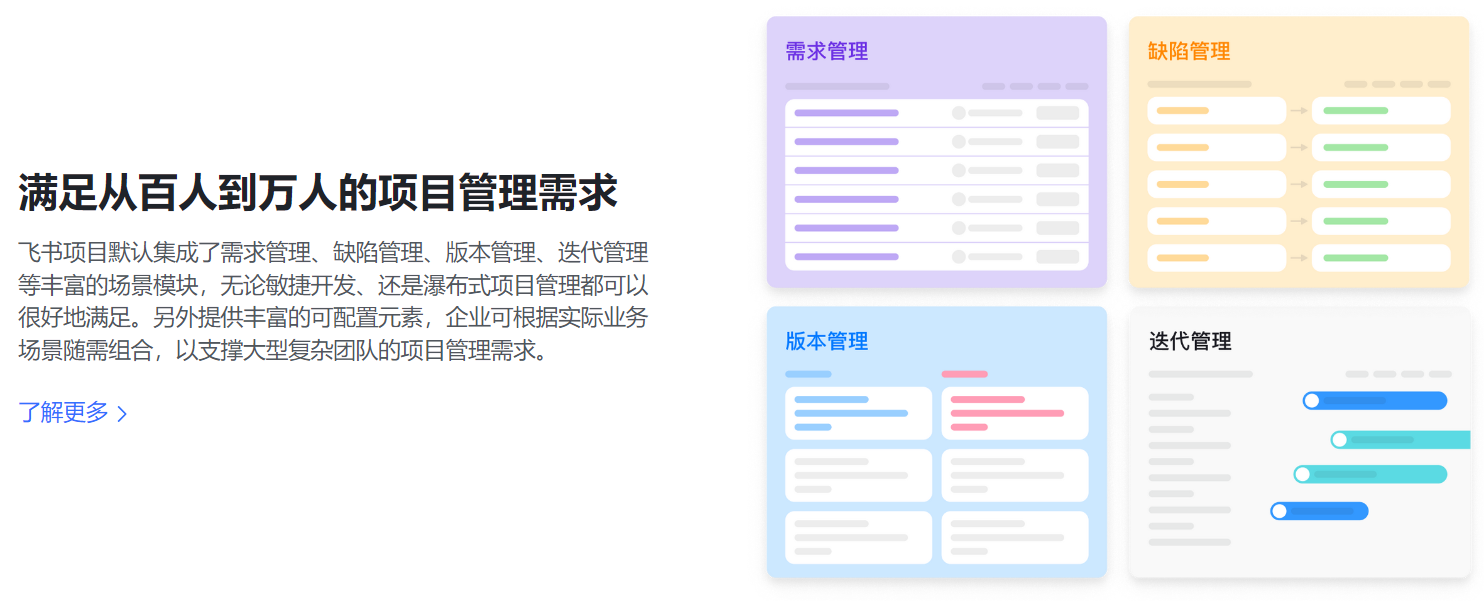 满足从百人到万人的项目管理需求
飞书项目默认集成了需求管理、缺陷管理、版本管理、迭代管理
等丰富的场景模块，无论敏捷开发、还是瀑布式项目管理都可以
很好地满足。另外提供丰富的可配置元素，企业可根据实际业务
场景随需组合，以支撑大型复杂团队的项目管理需求。
了解更多 >
需求管理
缺陷管理
版本管理
迭代管理